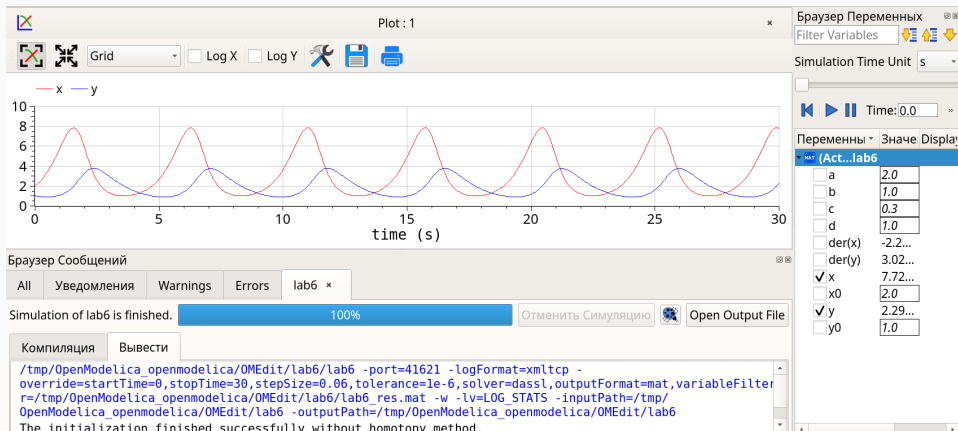 Plot : 1
Grid
Log X
Log Y
x
y
10
8
6
4
2
0
0
5
10
15
20
25
30
time (s)
Браузер Сообщений
All
Уведомления
Warnings
Errors
lab6
Simulation of lab6 is finished.
100%
Отменить Симуляцию
Open Output File
Компиляция
Вывести
/tmp/OpenModelica_openmodelica/OMEdit/lab6/lab6 -port=41621 -logFormat=xmltcp -
override=startTime=0,stopTime=30,stepSize=0.06,tolerance=1e-6,solver=dassl,outputFormat=mat,variableFilter
r=/tmp/OpenModelica_openmodelica/OMEdit/lab6/lab6_res.mat -w -lv=LOG_STATS -inputPath=/tmp/
OpenModelica_openmodelica/OMEdit/lab6 -outputPath=/tmp/OpenModelica_openmodelica/OMEdit/lab6
The initialization finished successfully without homotopy method.
Браузер Переменных
Filter Variables
Simulation Time Unit s
Time: 0.0 »
Переменны Значе Display
(Act...lab6
a 2.0
b 1.0
c 0.3
d 1.0
der(x) -2.2...
der(y) 3.02...
x 7.72...
x0 2.0
y 2.29...
y0 1.0